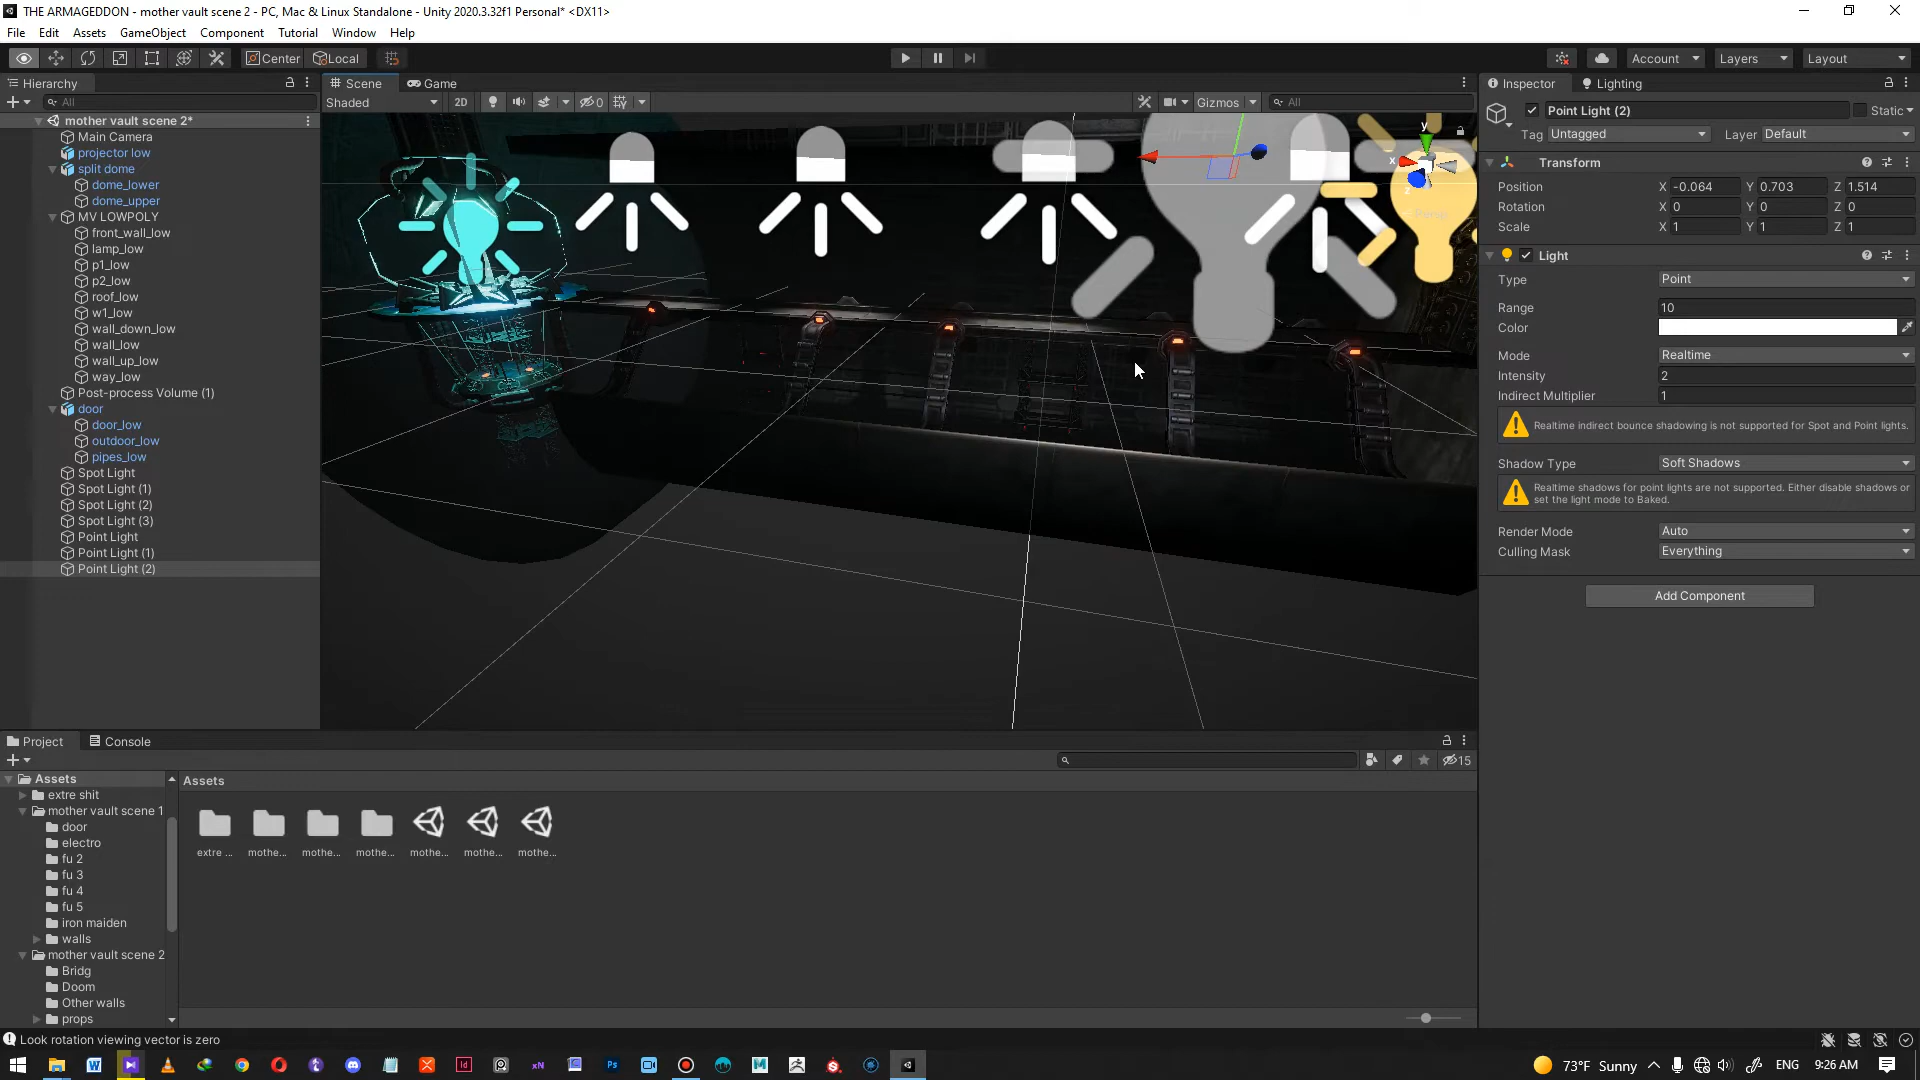 THE ARMAGEDDON - mother vault scene 2 - PC, Mac & Linux Standalone - Unity 2020.3.32f1 Personal* <DX11>
File Edit Assets GameObject Component Tutorial Window Help
Center Local Account Layers Layout
Hierarchy
All
mother vault scene 2*
Main Camera
projector low
split dome
dome_lower
dome_upper
MV LOWPOLY
front_wall_low
lamp_low
p1_low
p2_low
roof_low
w1_low
wall_down_low
wall_low
wall_up_low
way_low
Post-process Volume (1)
door
door_low
outdoor_low
pipes_low
Spot Light
Spot Light (1)
Spot Light (2)
Spot Light (3)
Point Light
Point Light (1)
Point Light (2)
Scene Game
Shaded 2D 0 Gizmos All
y
x
z
Persp
Inspector Lighting
Point Light (2) Static
Tag Untagged Layer Default
Transform
Position X -0.064 Y 0.703 Z 1.514
Rotation X 0 Y 0 Z 0
Scale X 1 Y 1 Z 1
Light
Type Point
Range 10
Color
Mode Realtime
Intensity 2
Indirect Multiplier 1
Realtime indirect bounce shadowing is not supported for Spot and Point lights.
Shadow Type Soft Shadows
Realtime shadows for point lights are not supported. Either disable shadows or
set the light mode to Baked.
Render Mode Auto
Culling Mask Everything
Add Component
Project Console
15
Assets
extre shit
mother vault scene 1
door
electro
fu 2
fu 3
fu 4
fu 5
iron maiden
walls
mother vault scene 2
Bridg
Doom
Other walls
props
Assets
extre ... mothe... mothe... mothe... mothe... mothe... mothe...
Look rotation viewing vector is zero
73°F Sunny ENG 9:26 AM